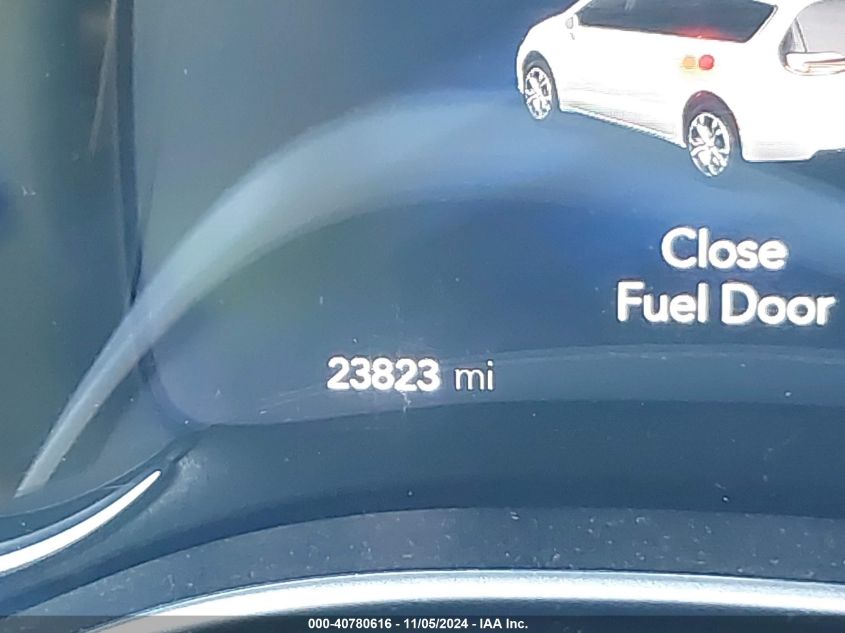 Close
Fuel Door
23823 mi
000-40780616 - 11/05/2024 - IAA Inc.